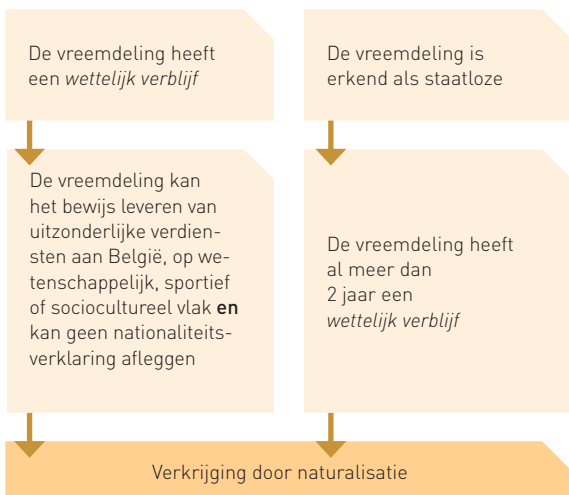 De vreemdeling heeft
een wettelijk verblijf
De vreemdeling kan
het bewijs leveren van
uitzonderlijke verdien-
sten aan België, op we-
tenschappelijk, sportief
of socioculturеel vlak en
kan geen nationaliteits-
verklaring afleggen
De vreemdeling is
erkend als staatloze
De vreemdeling heeft
al meer dan
2 jaar een
wettelijk verblijf
Verkrijging door naturalisatie